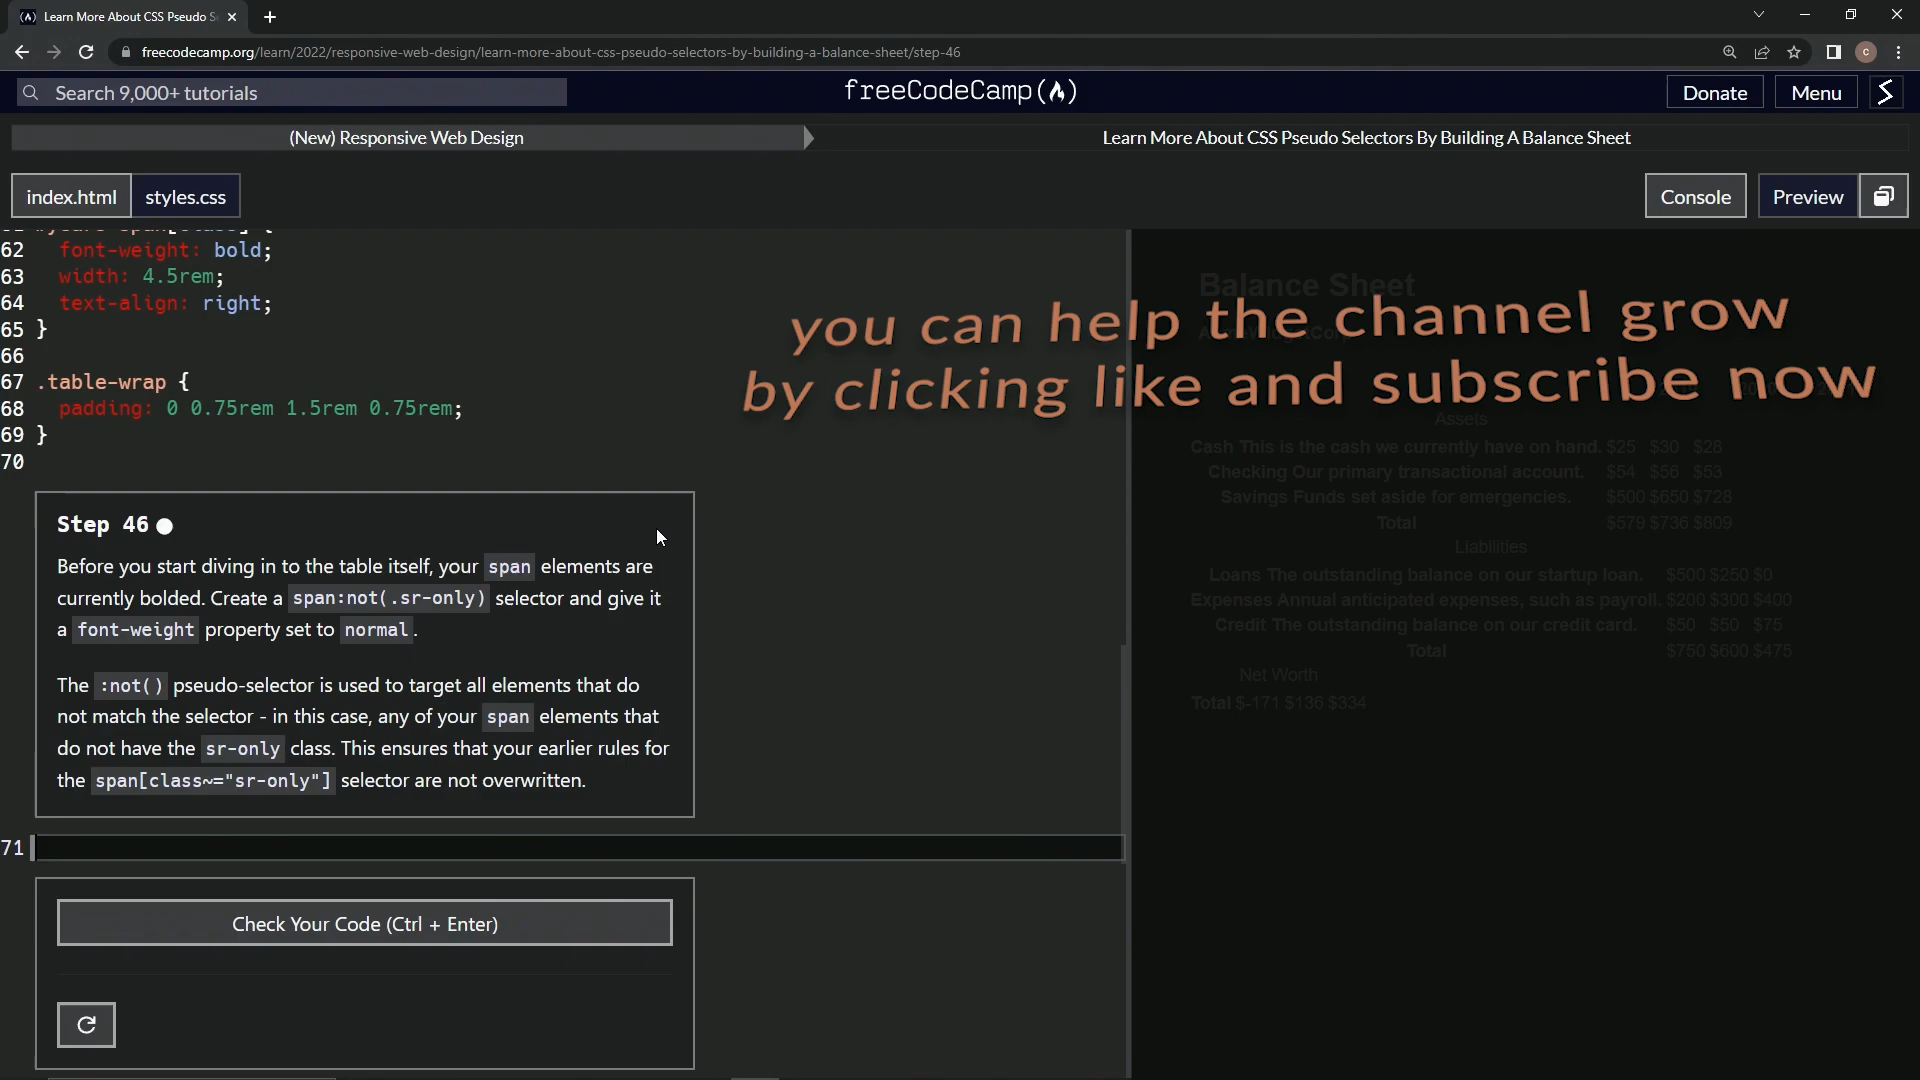 Learn More About CSS Pseudo S
freecodecamp.org/learn/2022/responsive-web-design/learn-more-about-css-pseudo-selectors-by-building-a-balance-sheet/step-46
c
Search 9,000+ tutorials
freeCodeCamp
Donate
Menu
(New) Responsive Web Design
Learn More About CSS Pseudo Selectors By Building A Balance Sheet
index.html
styles.css
Console
Preview
62 font-weight: bold;
63 width: 4.5rem;
64 text-align: right;
65 }
66
67 .table-wrap {
68 padding: 0 0.75rem 1.5rem 0.75rem;
69 }
70
Step 46
Before you start diving in to the table itself, your span elements are
currently bolded. Create a span:not(.sr-only) selector and give it
a font-weight property set to normal.
The :not() pseudo-selector is used to target all elements that do
not match the selector - in this case, any of your span elements that
do not have the sr-only class. This ensures that your earlier rules for
the span[class~="sr-only"] selector are not overwritten.
71
Check Your Code (Ctrl + Enter)
Balance Sheet
you can help the channel grow
by clicking like and subscribe now
Assets
Cash This is the cash we currently have on hand. $25 $30 $28
Checking Our primary transactional account. $54 $56 $53
Savings Funds set aside for emergencies. $500 $650 $728
Total $579 $736 $809
Liabilities
Loans The outstanding balance on our startup loan. $500 $250 $0
Expenses Annual anticipated expenses, such as payroll. $200 $300 $400
Credit The outstanding balance on our credit card. $50 $50 $75
Total $750 $600 $475
Net Worth
Total $-171 $136 $334